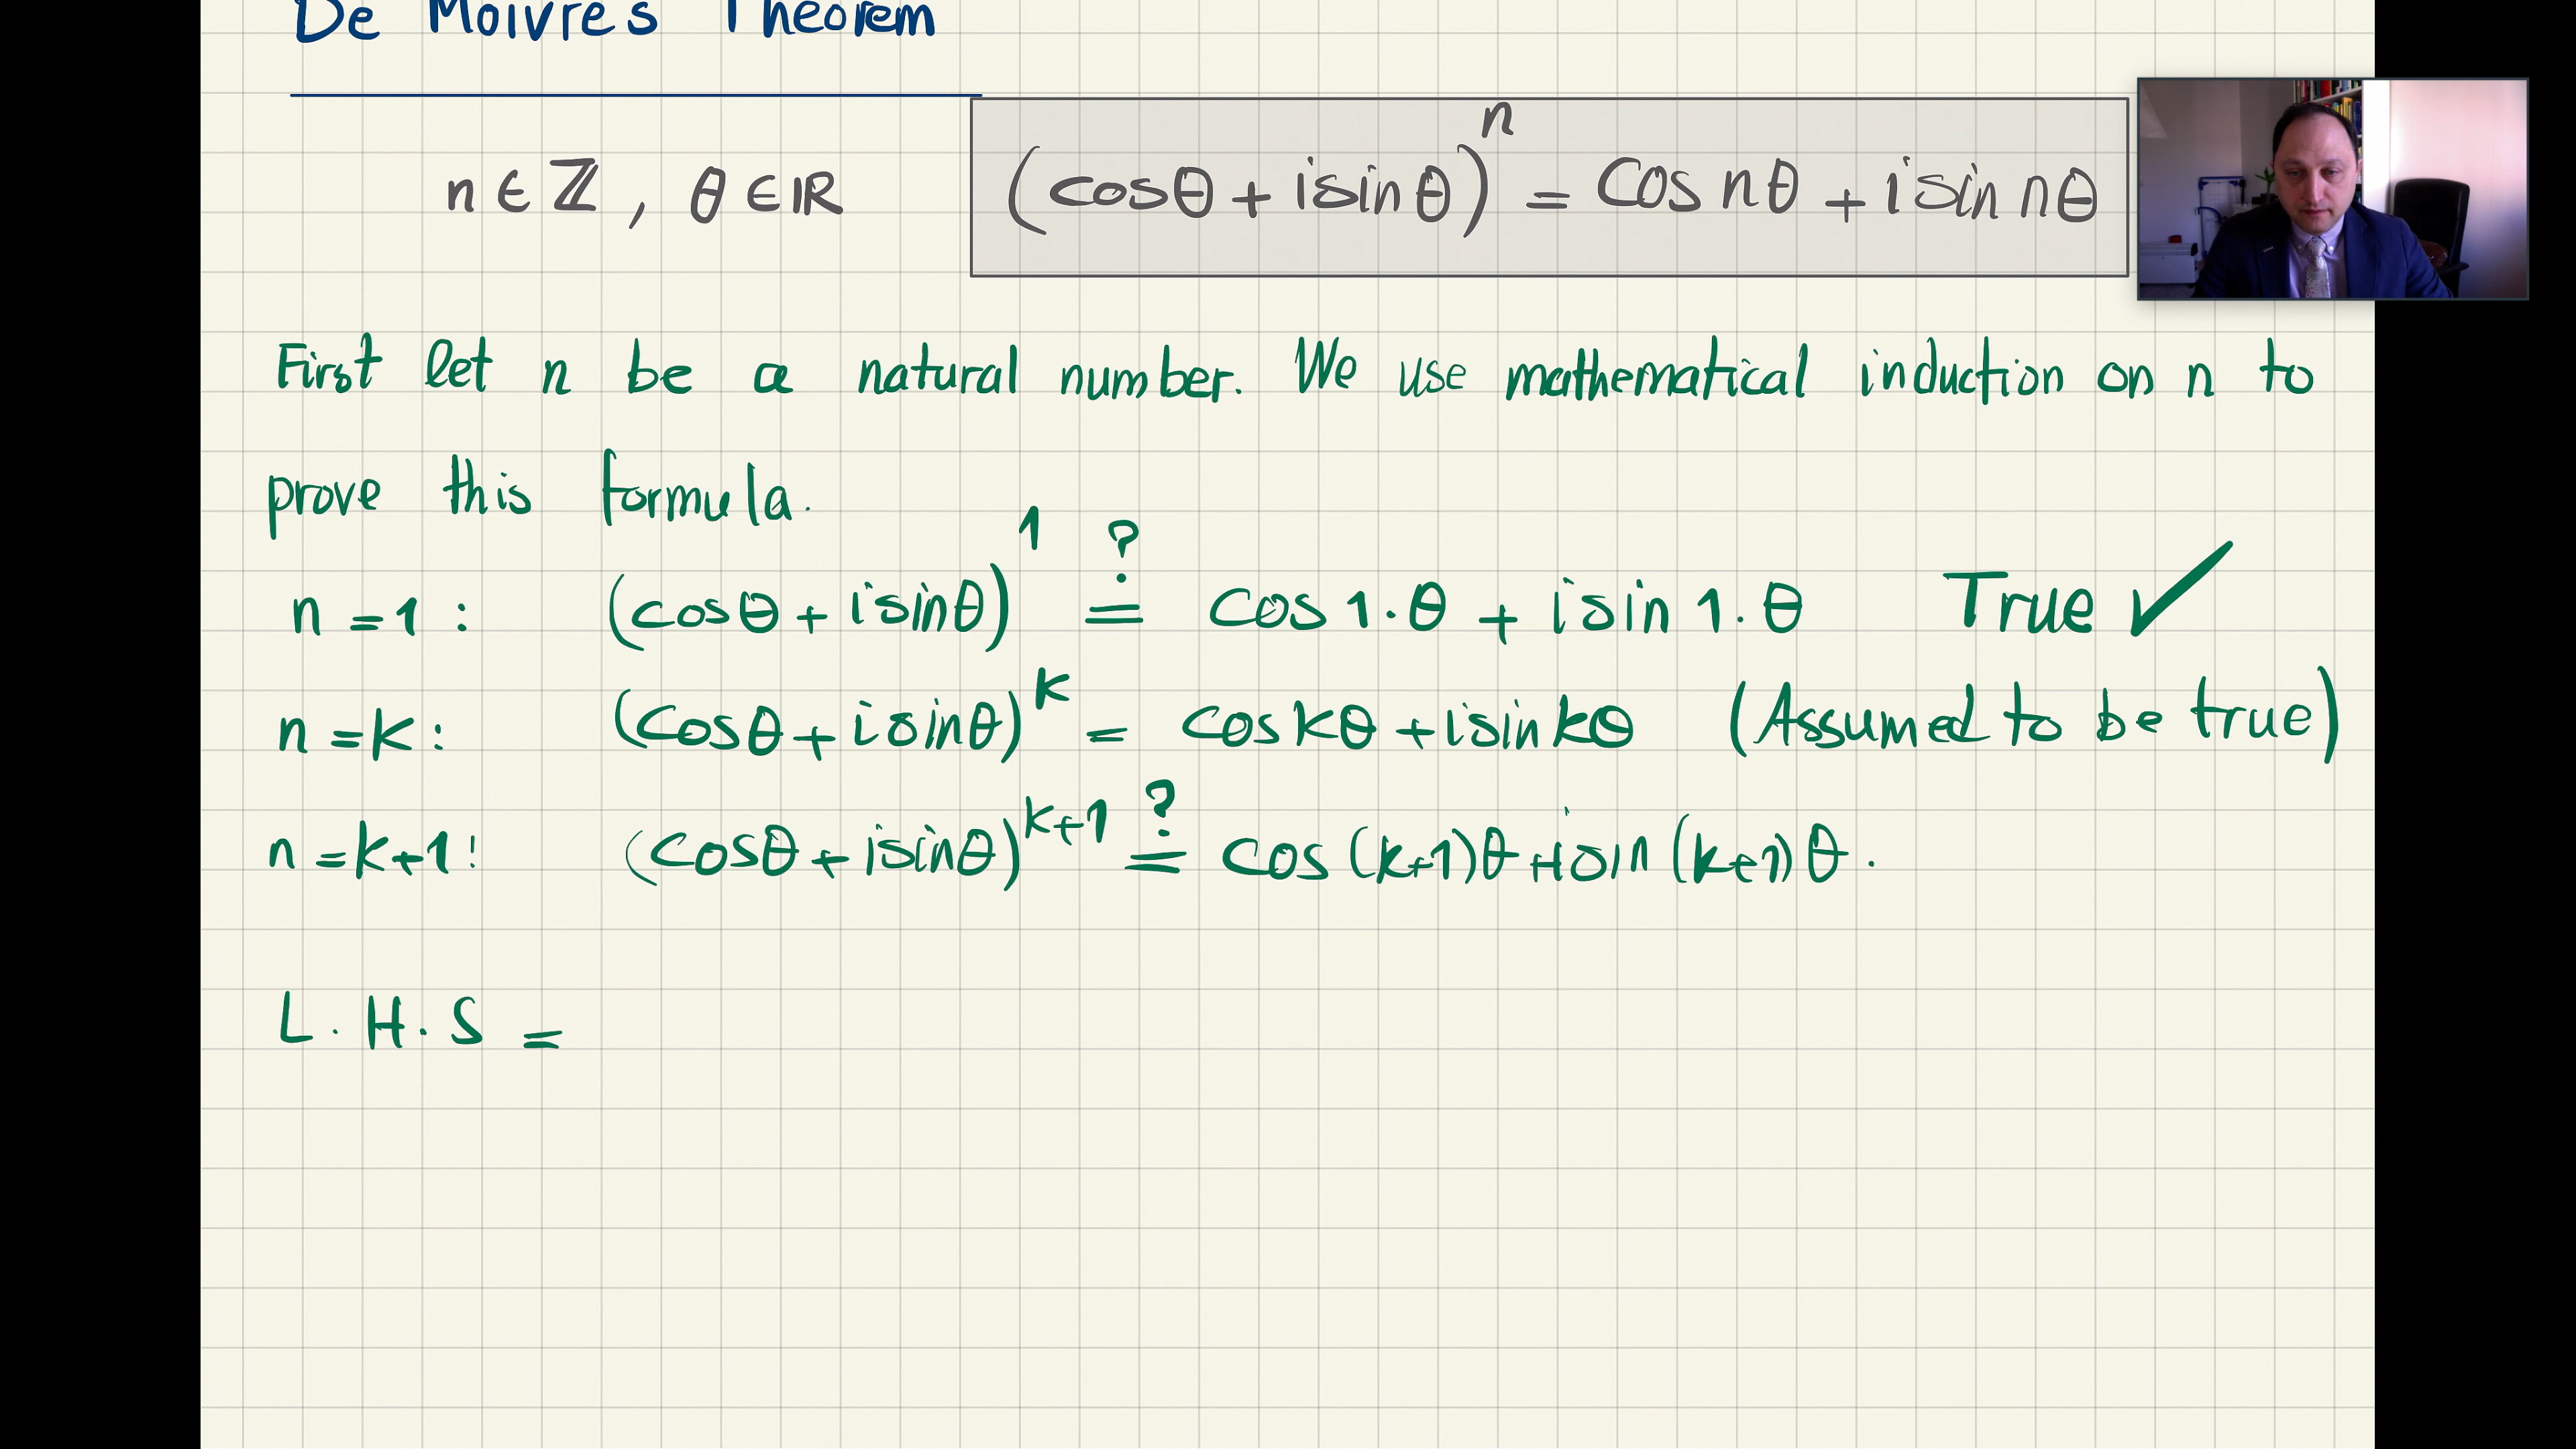 De Moivre's Theorem
n ∈ ℤ, θ ∈ ℝ (cosθ + isinθ)^n = cos nθ + isin nθ
First let n be a natural number. We use mathematical induction on n to
prove this formula.
n = 1 : (cosθ + isinθ)^1 ≟ cos 1·θ + isin 1·θ True ✓
n = k : (cosθ + isinθ)^k = cos kθ + isin kθ (Assumed to be true)
n = k+1 : (cosθ + isinθ)^(k+1) ≟ cos (k+1)θ + isin (k+1)θ.
L.H.S =